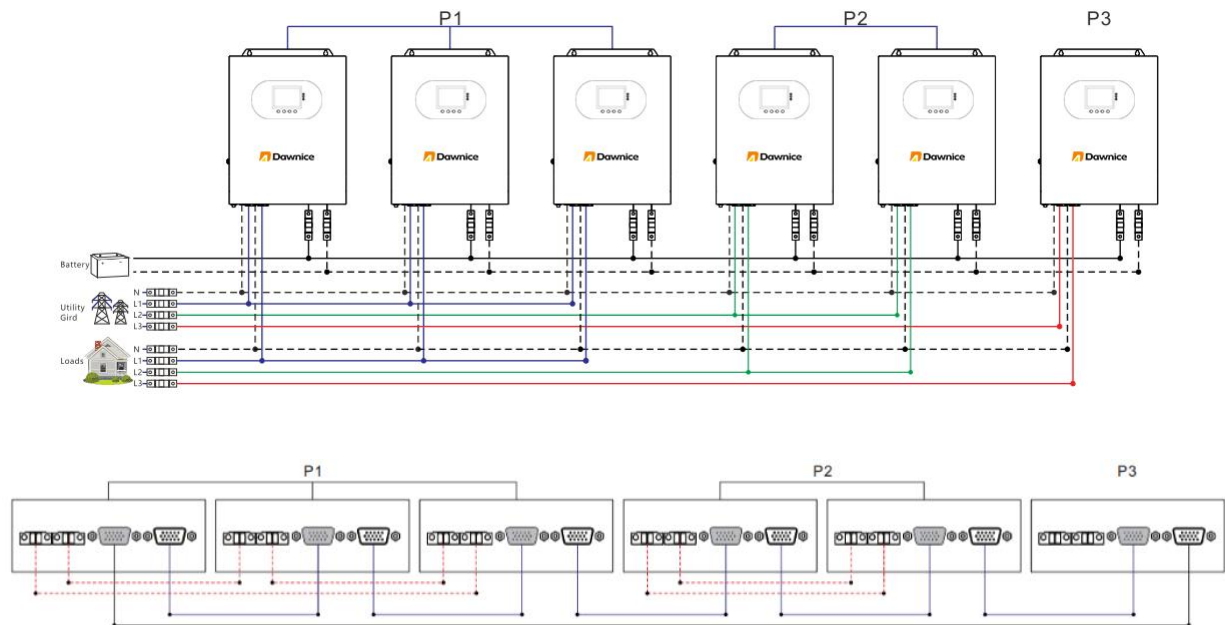 P1 P2 P3
Dawnice Dawnice Dawnice Dawnice Dawnice Dawnice
Battery
N
Utility
Gird
L1
L2
L3
N
Loads
L1
L2
L3
P1 P2 P3